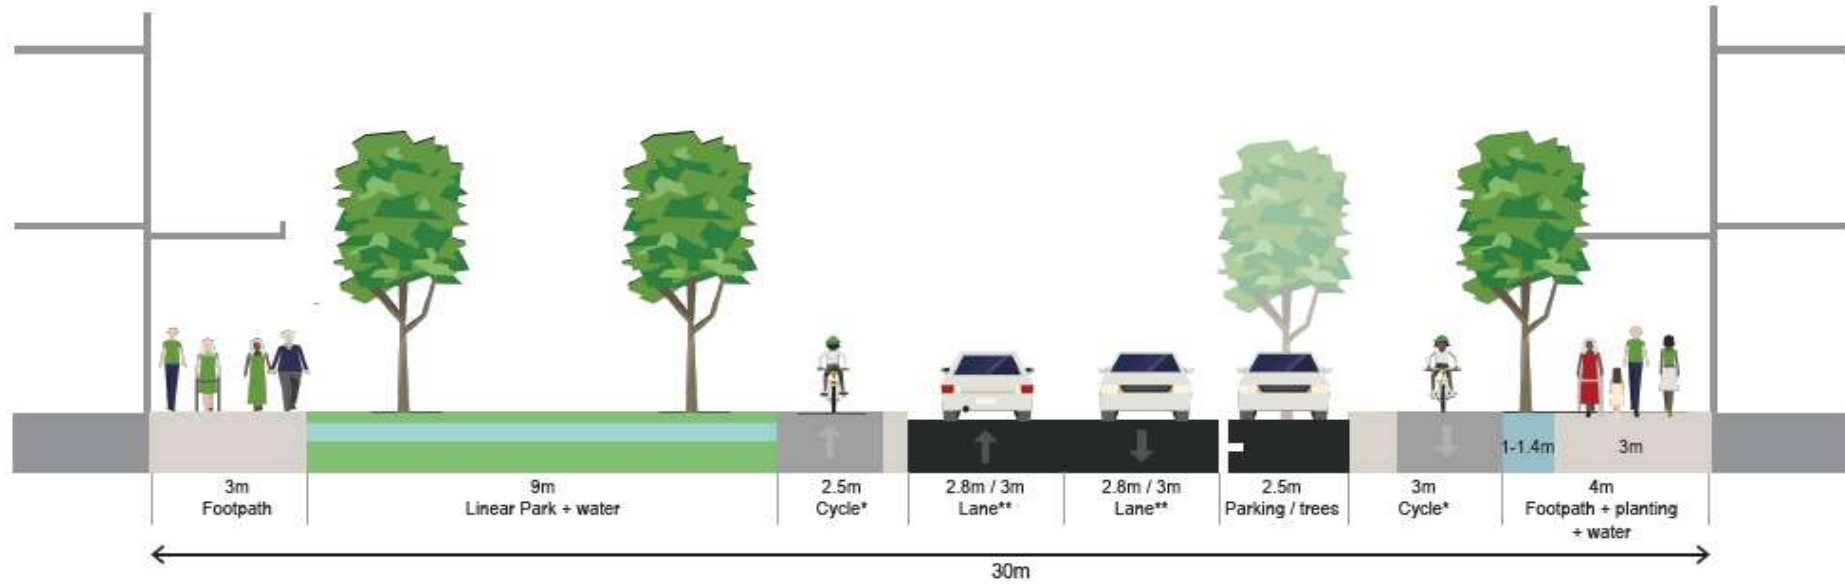 1-1.4m
3m
3m
Footpath
9m
Linear Park + water
2.5m
Cycle*
2.8m / 3m
Lane**
2.8m / 3m
Lane**
2.5m
Parking / trees
3m
Cycle*
4m
Footpath + planting
+ water
30m